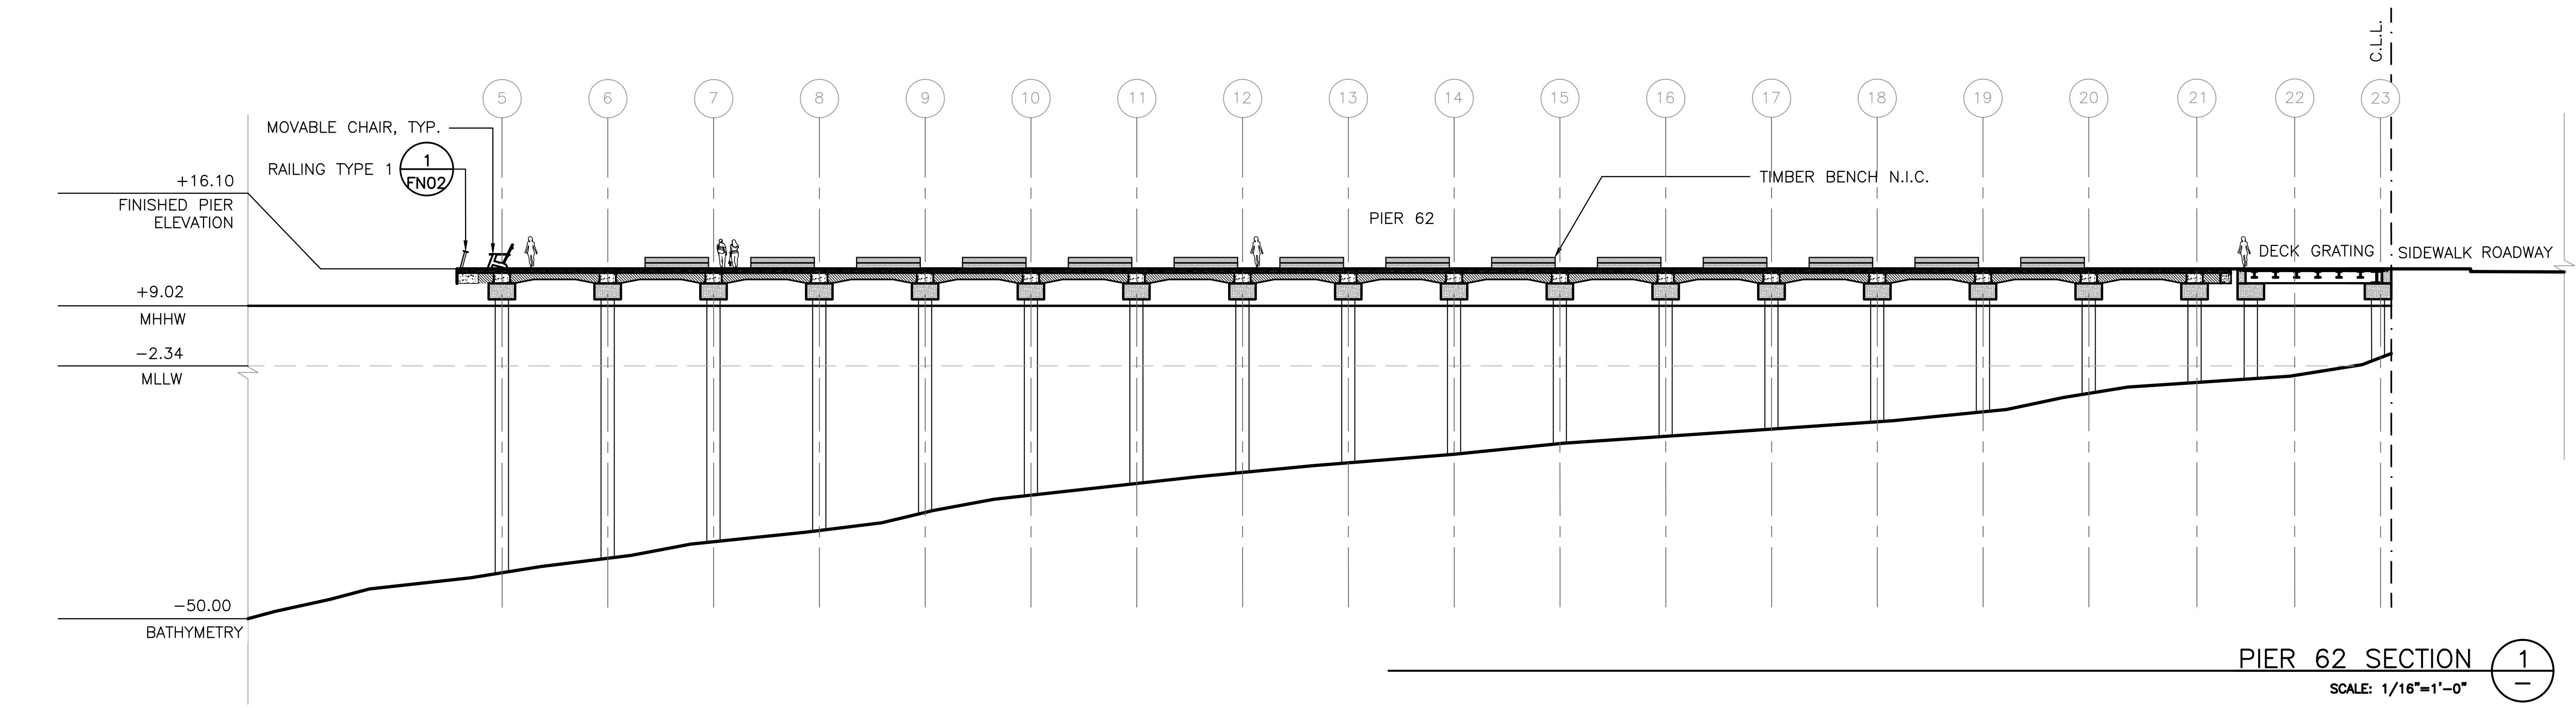 C.L.L.
5 6 7 8 9 10 11 12 13 14 15 16 17 18 19 20 21 22 23
MOVABLE CHAIR, TYP.
RAILING TYPE 1
1
FN02
+16.10
FINISHED PIER
ELEVATION
TIMBER BENCH N.I.C.
PIER 62
DECK GRATING
SIDEWALK ROADWAY
+9.02
MHHW
−2.34
MLLW
−50.00
BATHYMETRY
PIER 62 SECTION
1
–
SCALE: 1/16"=1'-0"